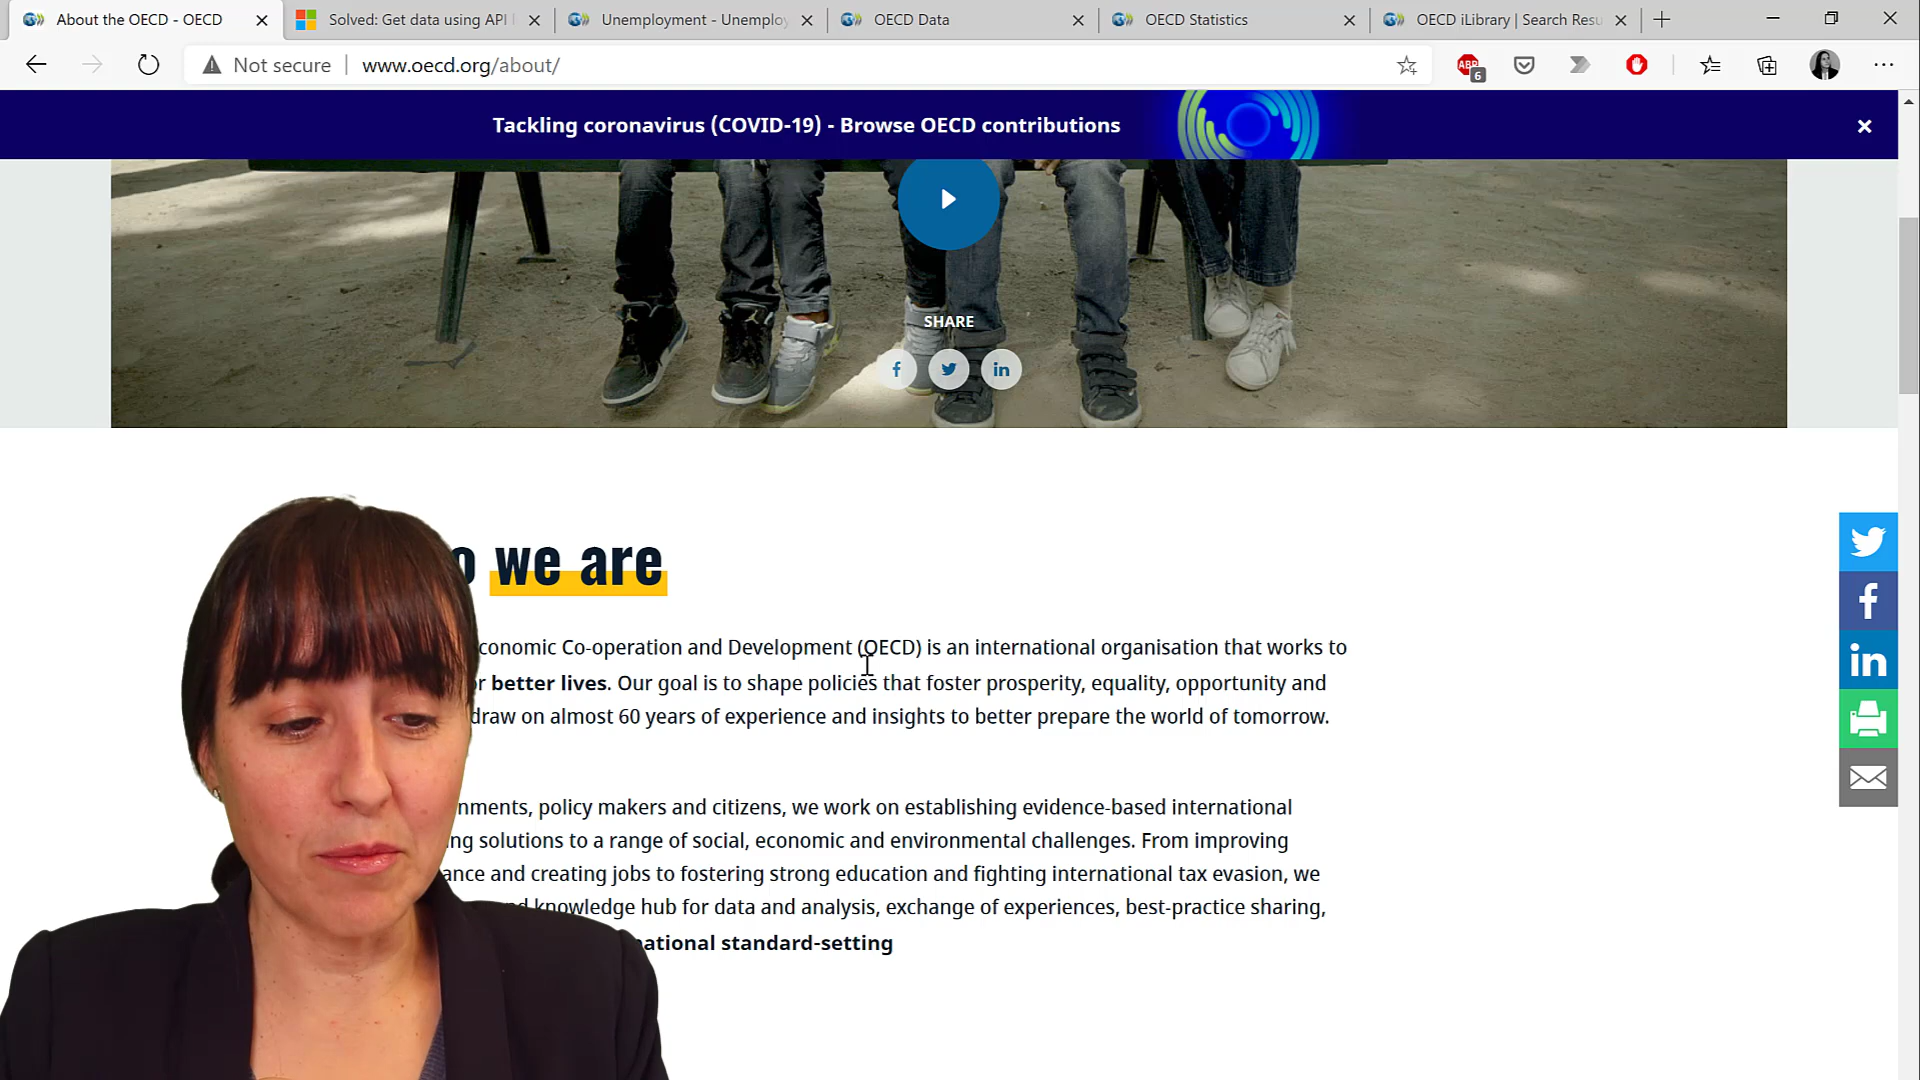 About the OECD - OECD
Solved: Get data using API
Unemployment - Unemploy
OECD Data
OECD Statistics
OECD iLibrary | Search Resu
Not secure
www.oecd.org/about/
ABP
6
Tackling coronavirus (COVID-19) - Browse OECD contributions
SHARE
o we are
conomic Co-operation and Development (OECD) is an international organisation that works to
or better lives. Our goal is to shape policies that foster prosperity, equality, opportunity and
draw on almost 60 years of experience and insights to better prepare the world of tomorrow.
nments, policy makers and citizens, we work on establishing evidence-based international
ng solutions to a range of social, economic and environmental challenges. From improving
ance and creating jobs to fostering strong education and fighting international tax evasion, we
nd knowledge hub for data and analysis, exchange of experiences, best-practice sharing,
national standard-setting